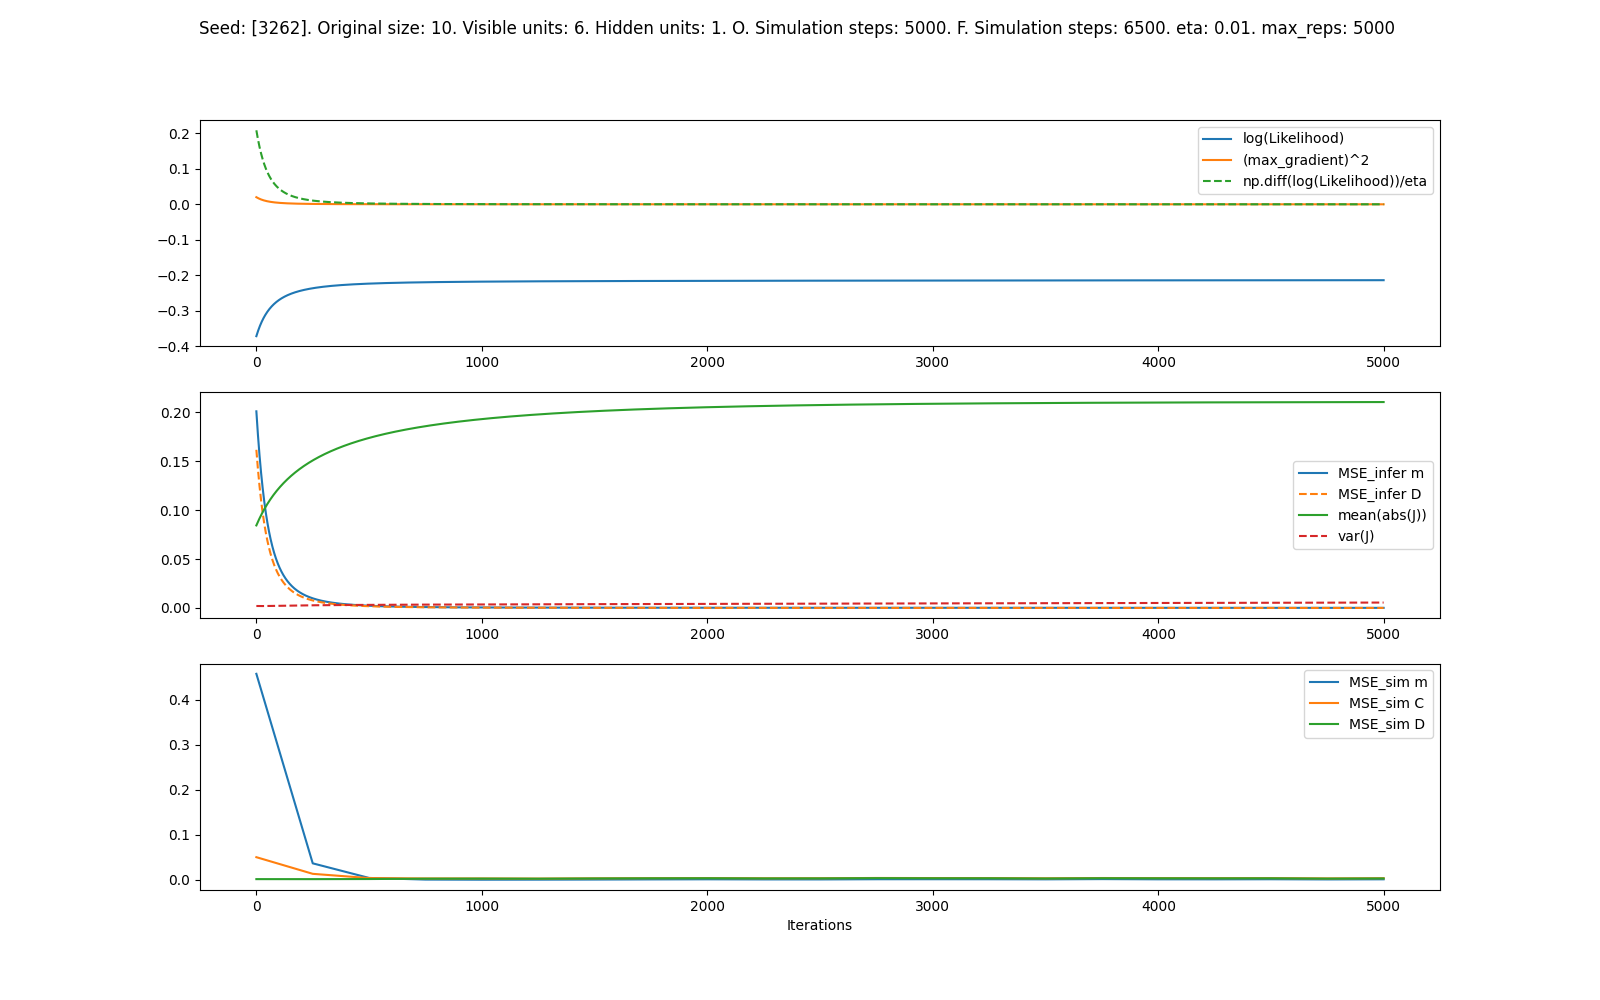 Seed: [3262]. Original size: 10. Visible units: 6. Hidden units: 1. O. Simulation steps: 5000. F. Simulation steps: 6500. eta: 0.01. max_reps: 5000
0.2
0.1
0.0
−0.1
−0.2
−0.3
−0.4
log(Likelihood)
(max_gradient)^2
np.diff(log(Likelihood))/eta
0 1000 2000 3000 4000 5000
0.20
0.15
0.10
0.05
0.00
MSE_infer m
MSE_infer D
mean(abs(J))
var(J)
0 1000 2000 3000 4000 5000
0.4
0.3
0.2
0.1
0.0
MSE_sim m
MSE_sim C
MSE_sim D
0 1000 2000 3000 4000 5000
Iterations